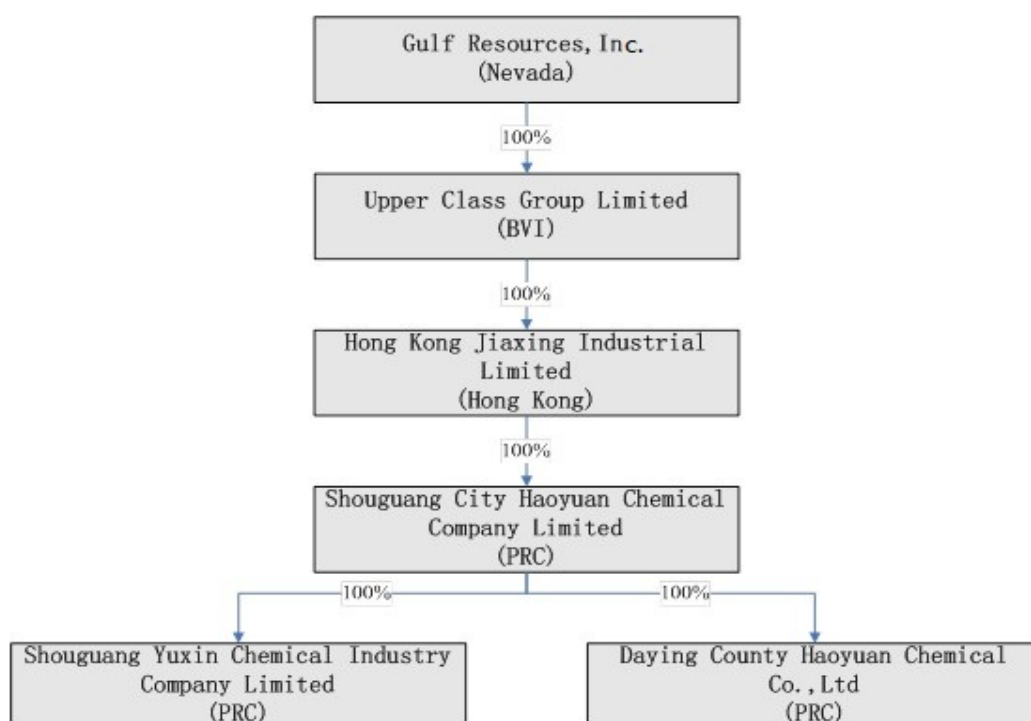 Gulf Resources,Inc.
(Nevada)
100%
Upper Class Group Limited
(BVI)
100%
Hong Kong Jiaxing Industrial
Limited
(Hong Kong)
100%
Shouguang City Haoyuan Chemical
Company Limited
(PRC)
100%
100%
Shouguang Yuxin Chemical Industry
Company Limited
(PRC)
Daying County Haoyuan Chemical
Co.,Ltd
(PRC)